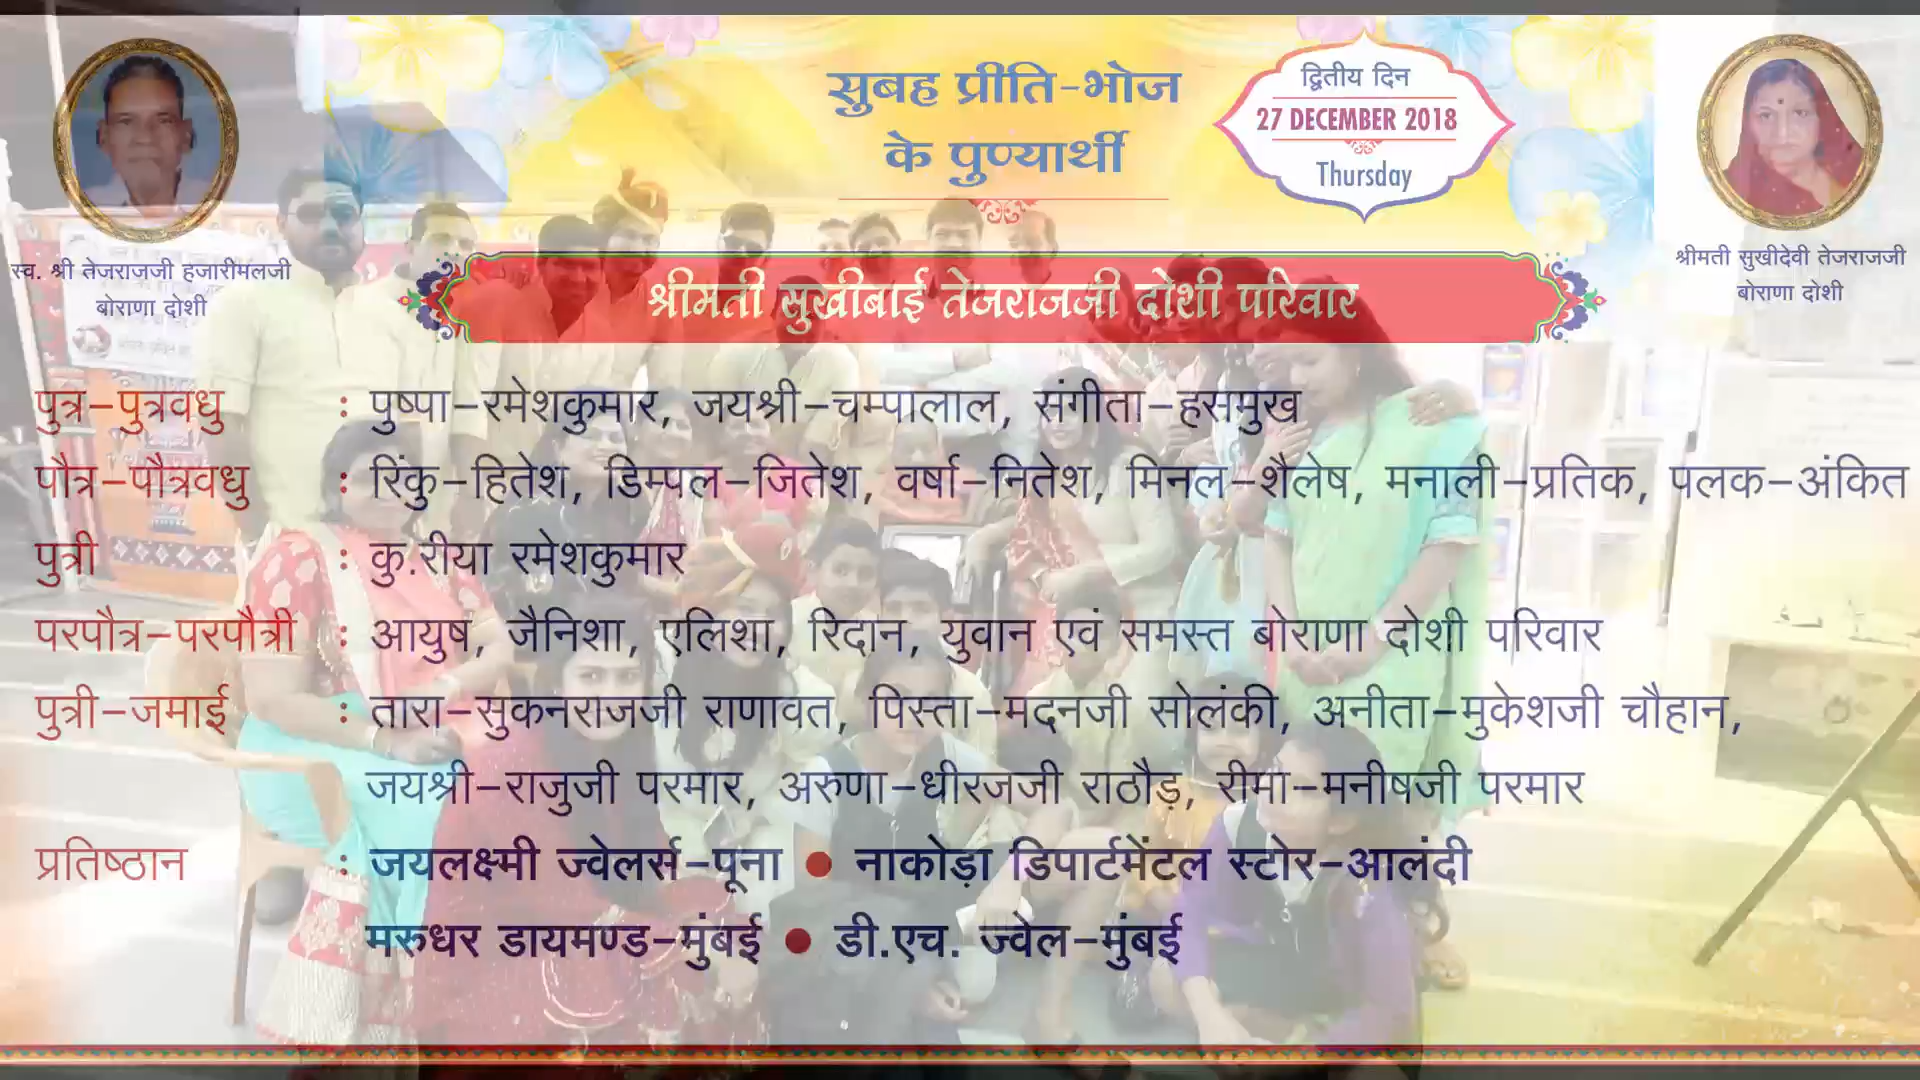 सुबह प्रीति-भोज
के पुण्यार्थी
द्वितीय दिन
27 DECEMBER 2018
Thursday
स्व. श्री तेजराजजी हजारीमलजी
बोराणा दोशी
श्रीमती सुखीदेवी तेजराजजी
बोराणा दोशी
श्रीमती सुखीबाई तेजराजजी दोशी परिवार
पुत्र-पुत्रवधु : पुष्पा-रमेशकुमार, जयश्री-चम्पालाल, संगीता-हसमुख
पौत्र-पौत्रवधु : रिंकु-हितेश, डिम्पल-जितेश, वर्षा-नितेश, मिनल-शैलेष, मनाली-प्रतिक, पलक-अंकित
पुत्री : कु.रीया रमेशकुमार
परपौत्र-परपौत्री : आयुष, जैनिशा, एलिशा, रिदान, युवान एवं समस्त बोराणा दोशी परिवार
पुत्री-जमाई : तारा-सुकनराजजी राणावत, पिस्ता-मदनजी सोलंकी, अनीता-मुकेशजी चौहान,
जयश्री-राजुजी परमार, अरुणा-धीरजजी राठौड़, रीमा-मनीषजी परमार
प्रतिष्ठान : जयलक्ष्मी ज्वेलर्स-पूना ● नाकोड़ा डिपार्टमेंटल स्टोर-आलंदी
मरुधर डायमण्ड-मुंबई ● डी.एच. ज्वेल-मुंबई